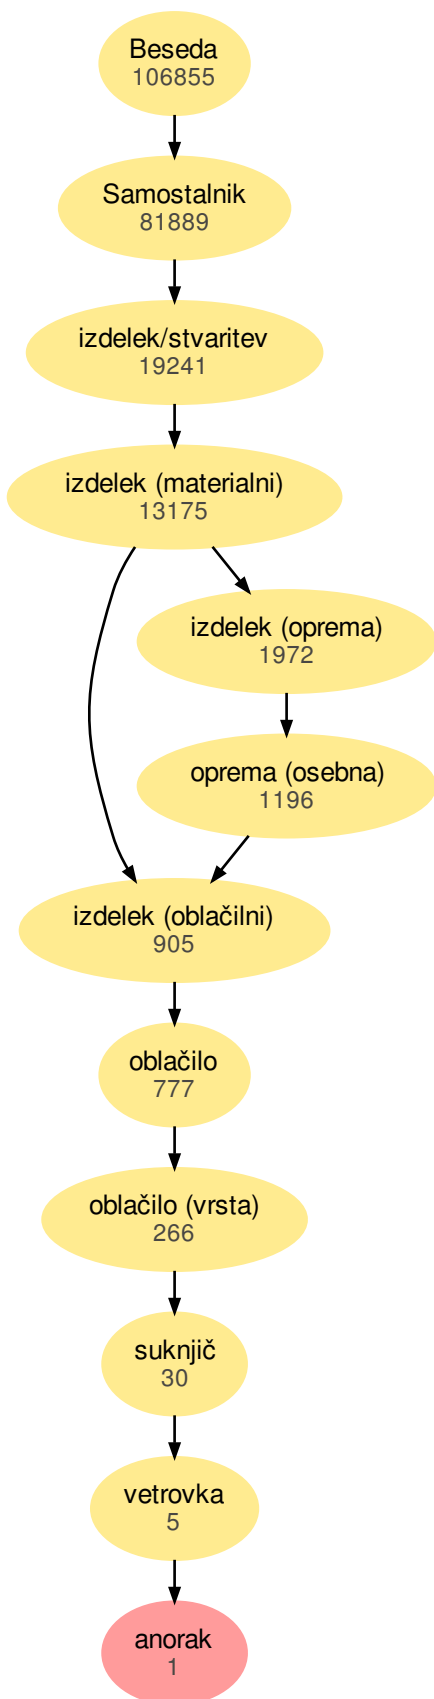 Beseda
106855
Samostalnik
81889
izdelek/stvaritev
19241
izdelek (materialni)
13175
izdelek (oprema)
1972
oprema (osebna)
1196
izdelek (oblačilni)
905
oblačilo
777
oblačilo (vrsta)
266
suknjič
30
vetrovka
5
anorak
1